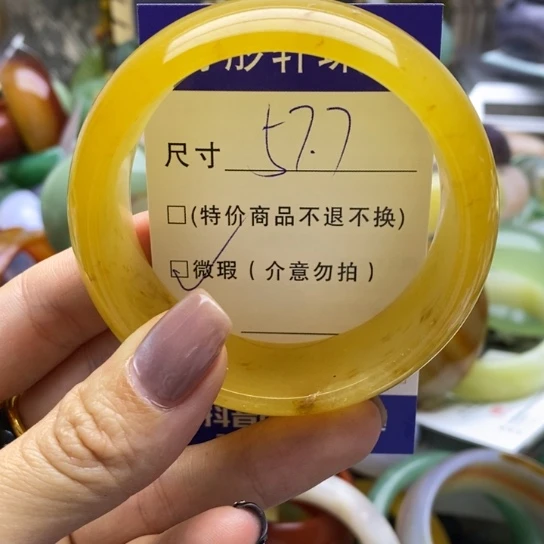 尺寸 57.7
□(特价商品不退不换)
☑微瑕(介意勿拍)